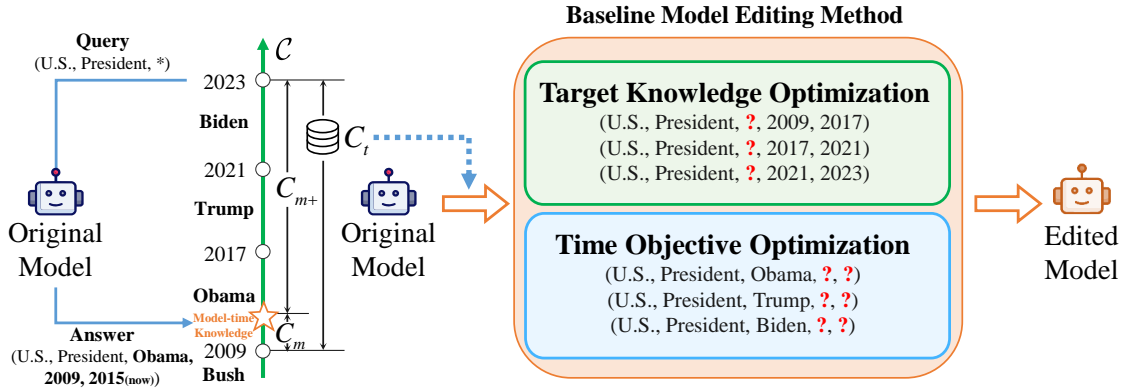 Baseline Model Editing Method
Query
(U.S., President, *)
C
2023
Biden
2021
Trump
2017
Obama
Model-time
Knowledge
2009
Bush
Original
Model
Answer
(U.S., President, Obama,
2009, 2015(now))
C_{m+}
C_m
C_t
Original
Model
Target Knowledge Optimization
(U.S., President, ?, 2009, 2017)
(U.S., President, ?, 2017, 2021)
(U.S., President, ?, 2021, 2023)
Time Objective Optimization
(U.S., President, Obama, ?, ?)
(U.S., President, Trump, ?, ?)
(U.S., President, Biden, ?, ?)
Edited
Model